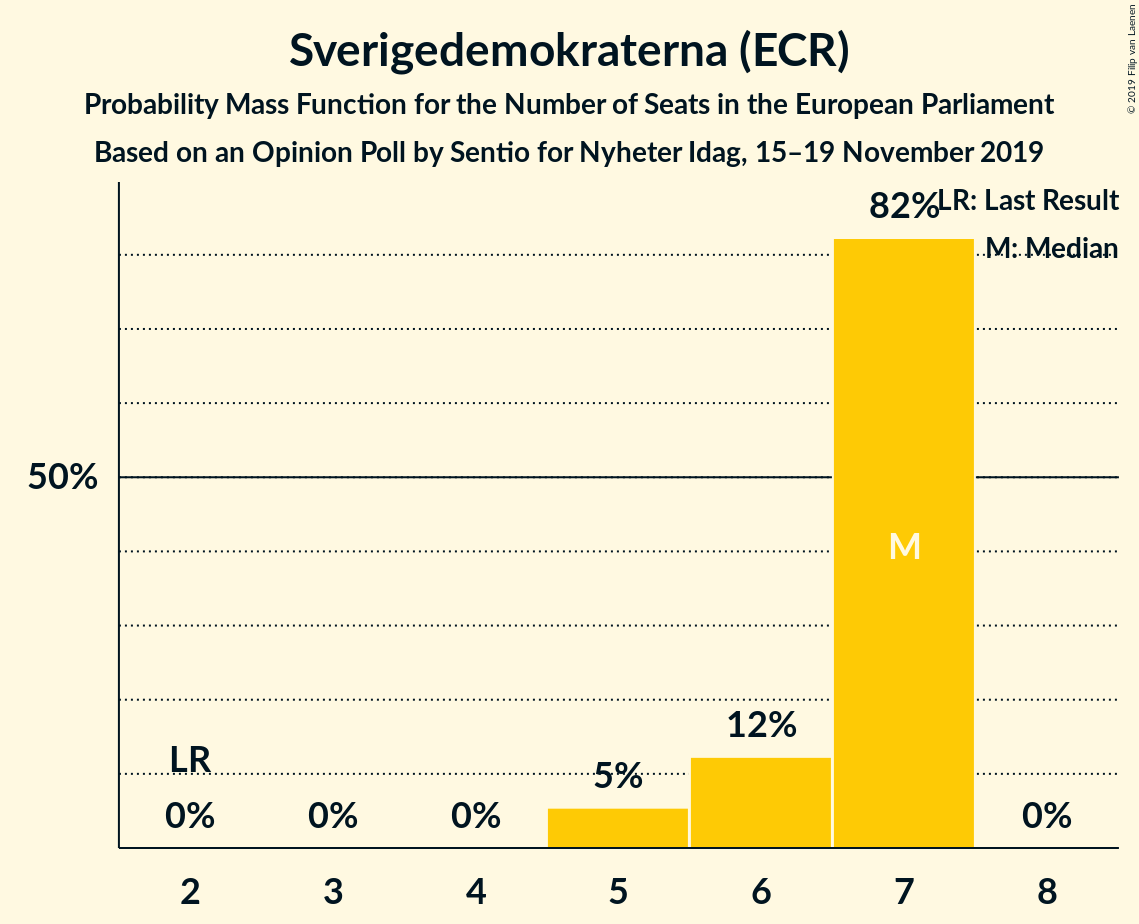 Sverigedemokraterna (ECR)
Probability Mass Function for the Number of Seats in the European Parliament
Based on an Opinion Poll by Sentio for Nyheter Idag, 15–19 November 2019
© 2019 Filip van Laenen
LR: Last Result
M: Median
82%
50%
M
12%
LR
5%
0%
0%
0%
0%
2
3
4
5
6
7
8